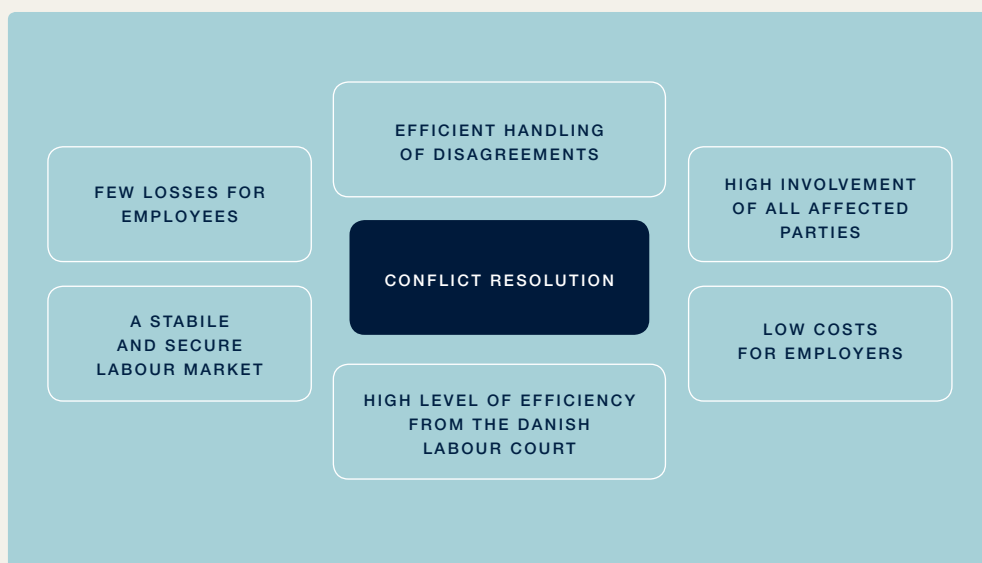 EFFICIENT HANDLING
OF DISAGREEMENTS
FEW LOSSES FOR
EMPLOYEES
HIGH INVOLVEMENT
OF ALL AFFECTED
PARTIES
CONFLICT RESOLUTION
A STABILE
AND SECURE
LABOUR MARKET
LOW COSTS
FOR EMPLOYERS
HIGH LEVEL OF EFFICIENCY
FROM THE DANISH
LABOUR COURT